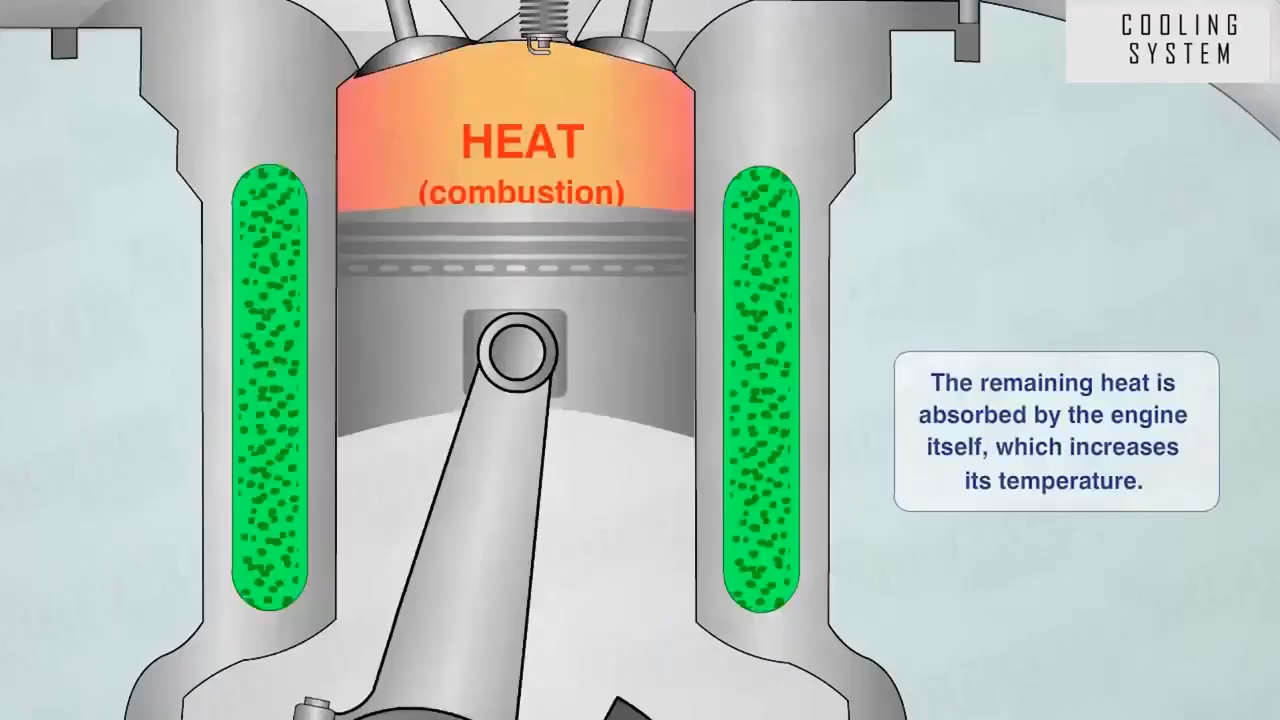 COOLING
SYSTEM
HEAT
(combustion)
The remaining heat is
absorbed by the engine
itself, which increases
its temperature.